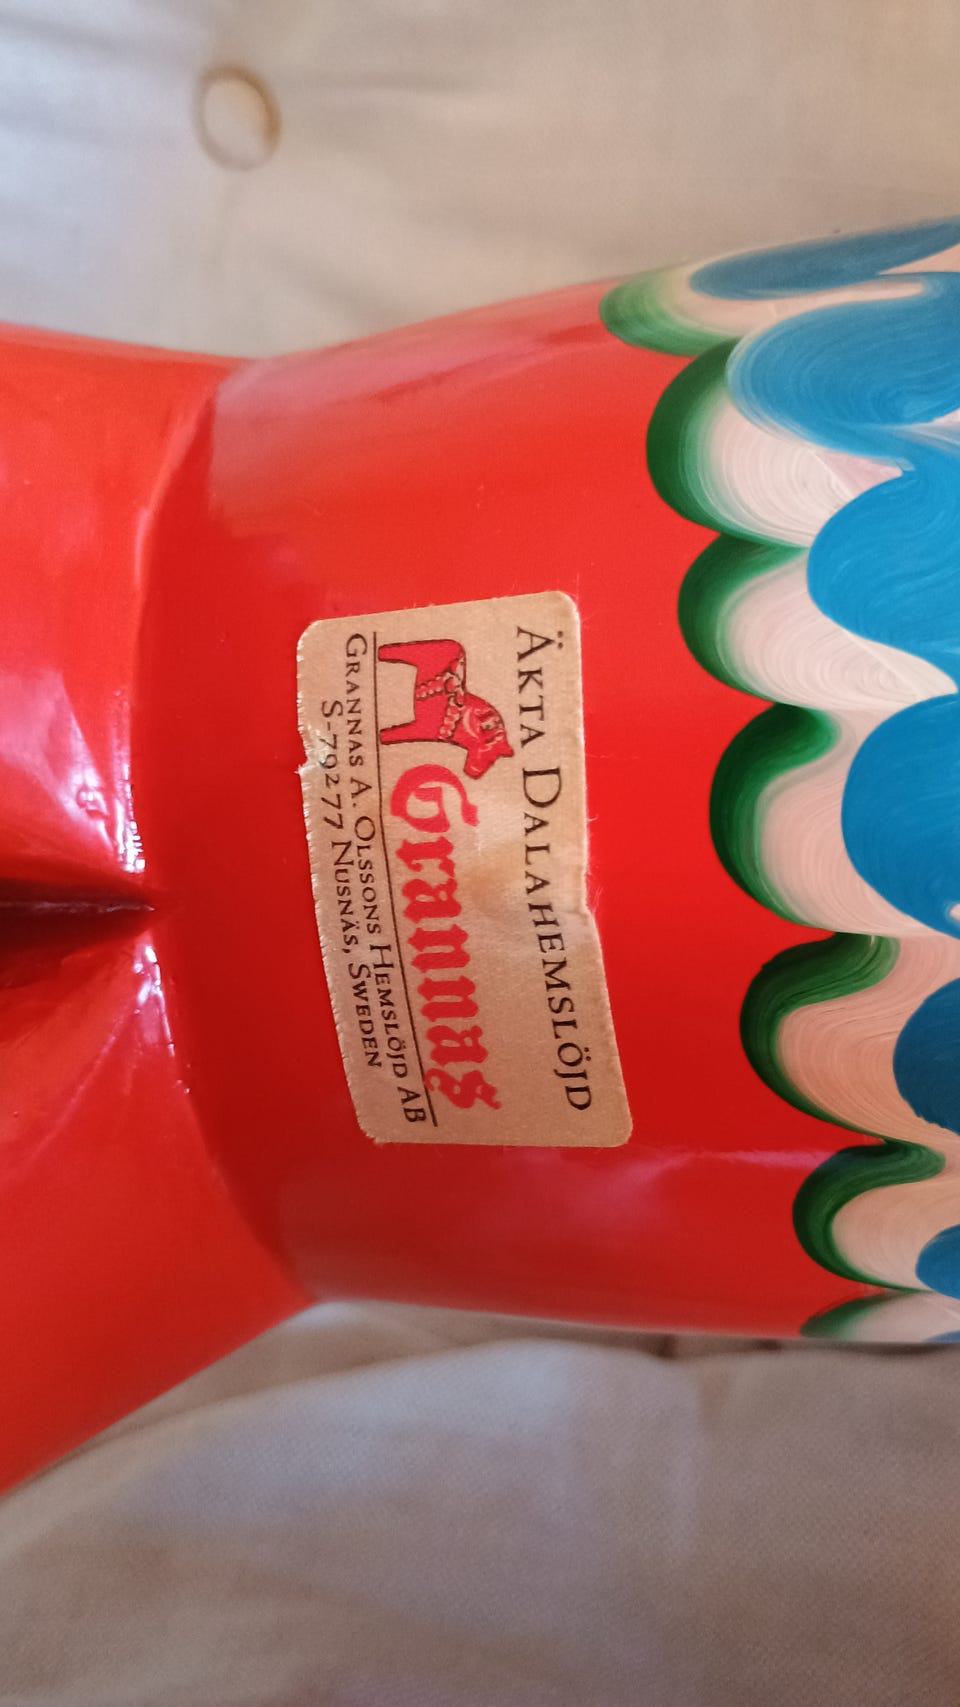 ÄKTA DALAHEMSLÖJD
Grannas
GRANNAS A. OLSSONS HEMSLÖJD AB
S-79277 NUSNÄS, SWEDEN